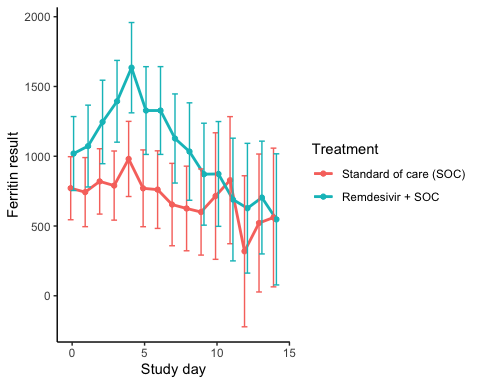 2000
1500
1000
500
0
Ferritin result
0
5
10
15
Study day
Treatment
Standard of care (SOC)
Remdesivir + SOC